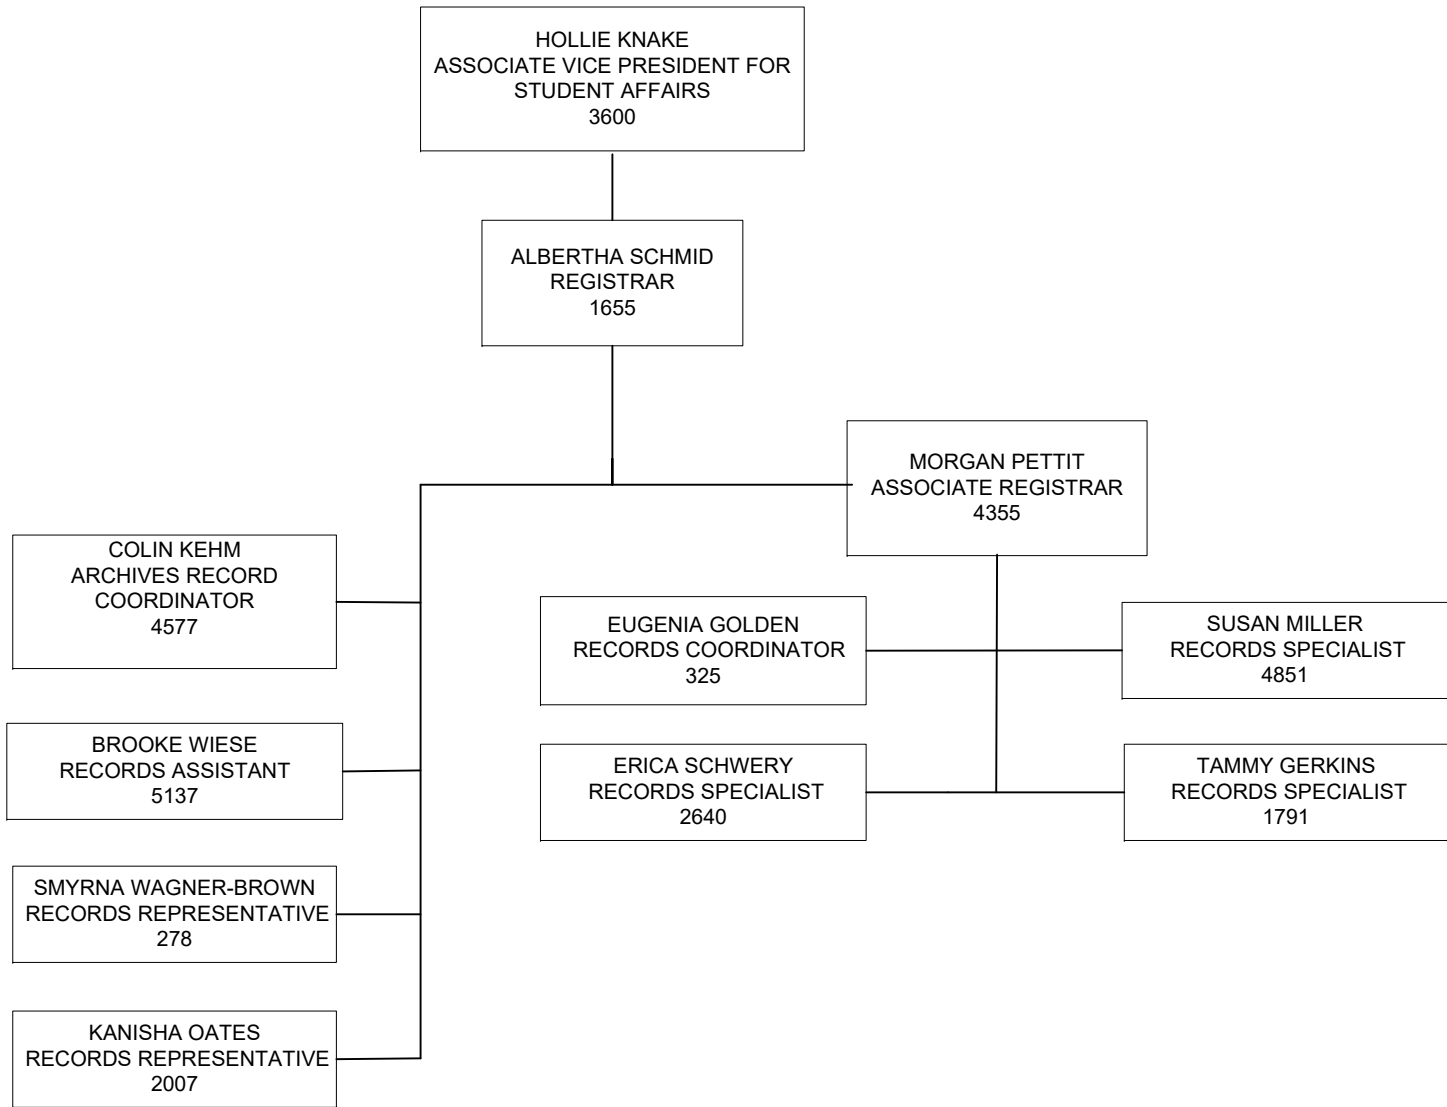 HOLLIE KNAKE
ASSOCIATE VICE PRESIDENT FOR
STUDENT AFFAIRS
3600
ALBERTHA SCHMID
REGISTRAR
1655
MORGAN PETTIT
ASSOCIATE REGISTRAR
4355
COLIN KEHM
ARCHIVES RECORD
COORDINATOR
4577
BROOKE WIESE
RECORDS ASSISTANT
5137
SMYRNA WAGNER-BROWN
RECORDS REPRESENTATIVE
278
KANISHA OATES
RECORDS REPRESENTATIVE
2007
EUGENIA GOLDEN
RECORDS COORDINATOR
325
SUSAN MILLER
RECORDS SPECIALIST
4851
ERICA SCHWERY
RECORDS SPECIALIST
2640
TAMMY GERKINS
RECORDS SPECIALIST
1791